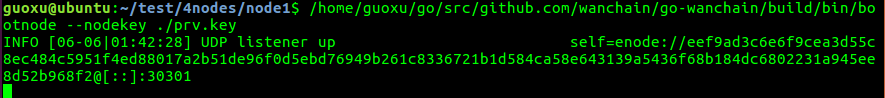 guoxu@ubuntu:~/test/4nodes/node1$ /home/guoxu/go/src/github.com/wanchain/go-wanchain/build/bin/bo
otnode --nodekey ./prv.key
INFO [06-06|01:42:28] UDP listener up                          self=enode://eef9ad3c6e6f9cea3d55c
8ec484c5951f4ed88017a2b51de96f0d5ebd76949b261c8336721b1d584ca58e643139a5436f68b184dc6802231a945ee
8d52b968f2@[::]:30301